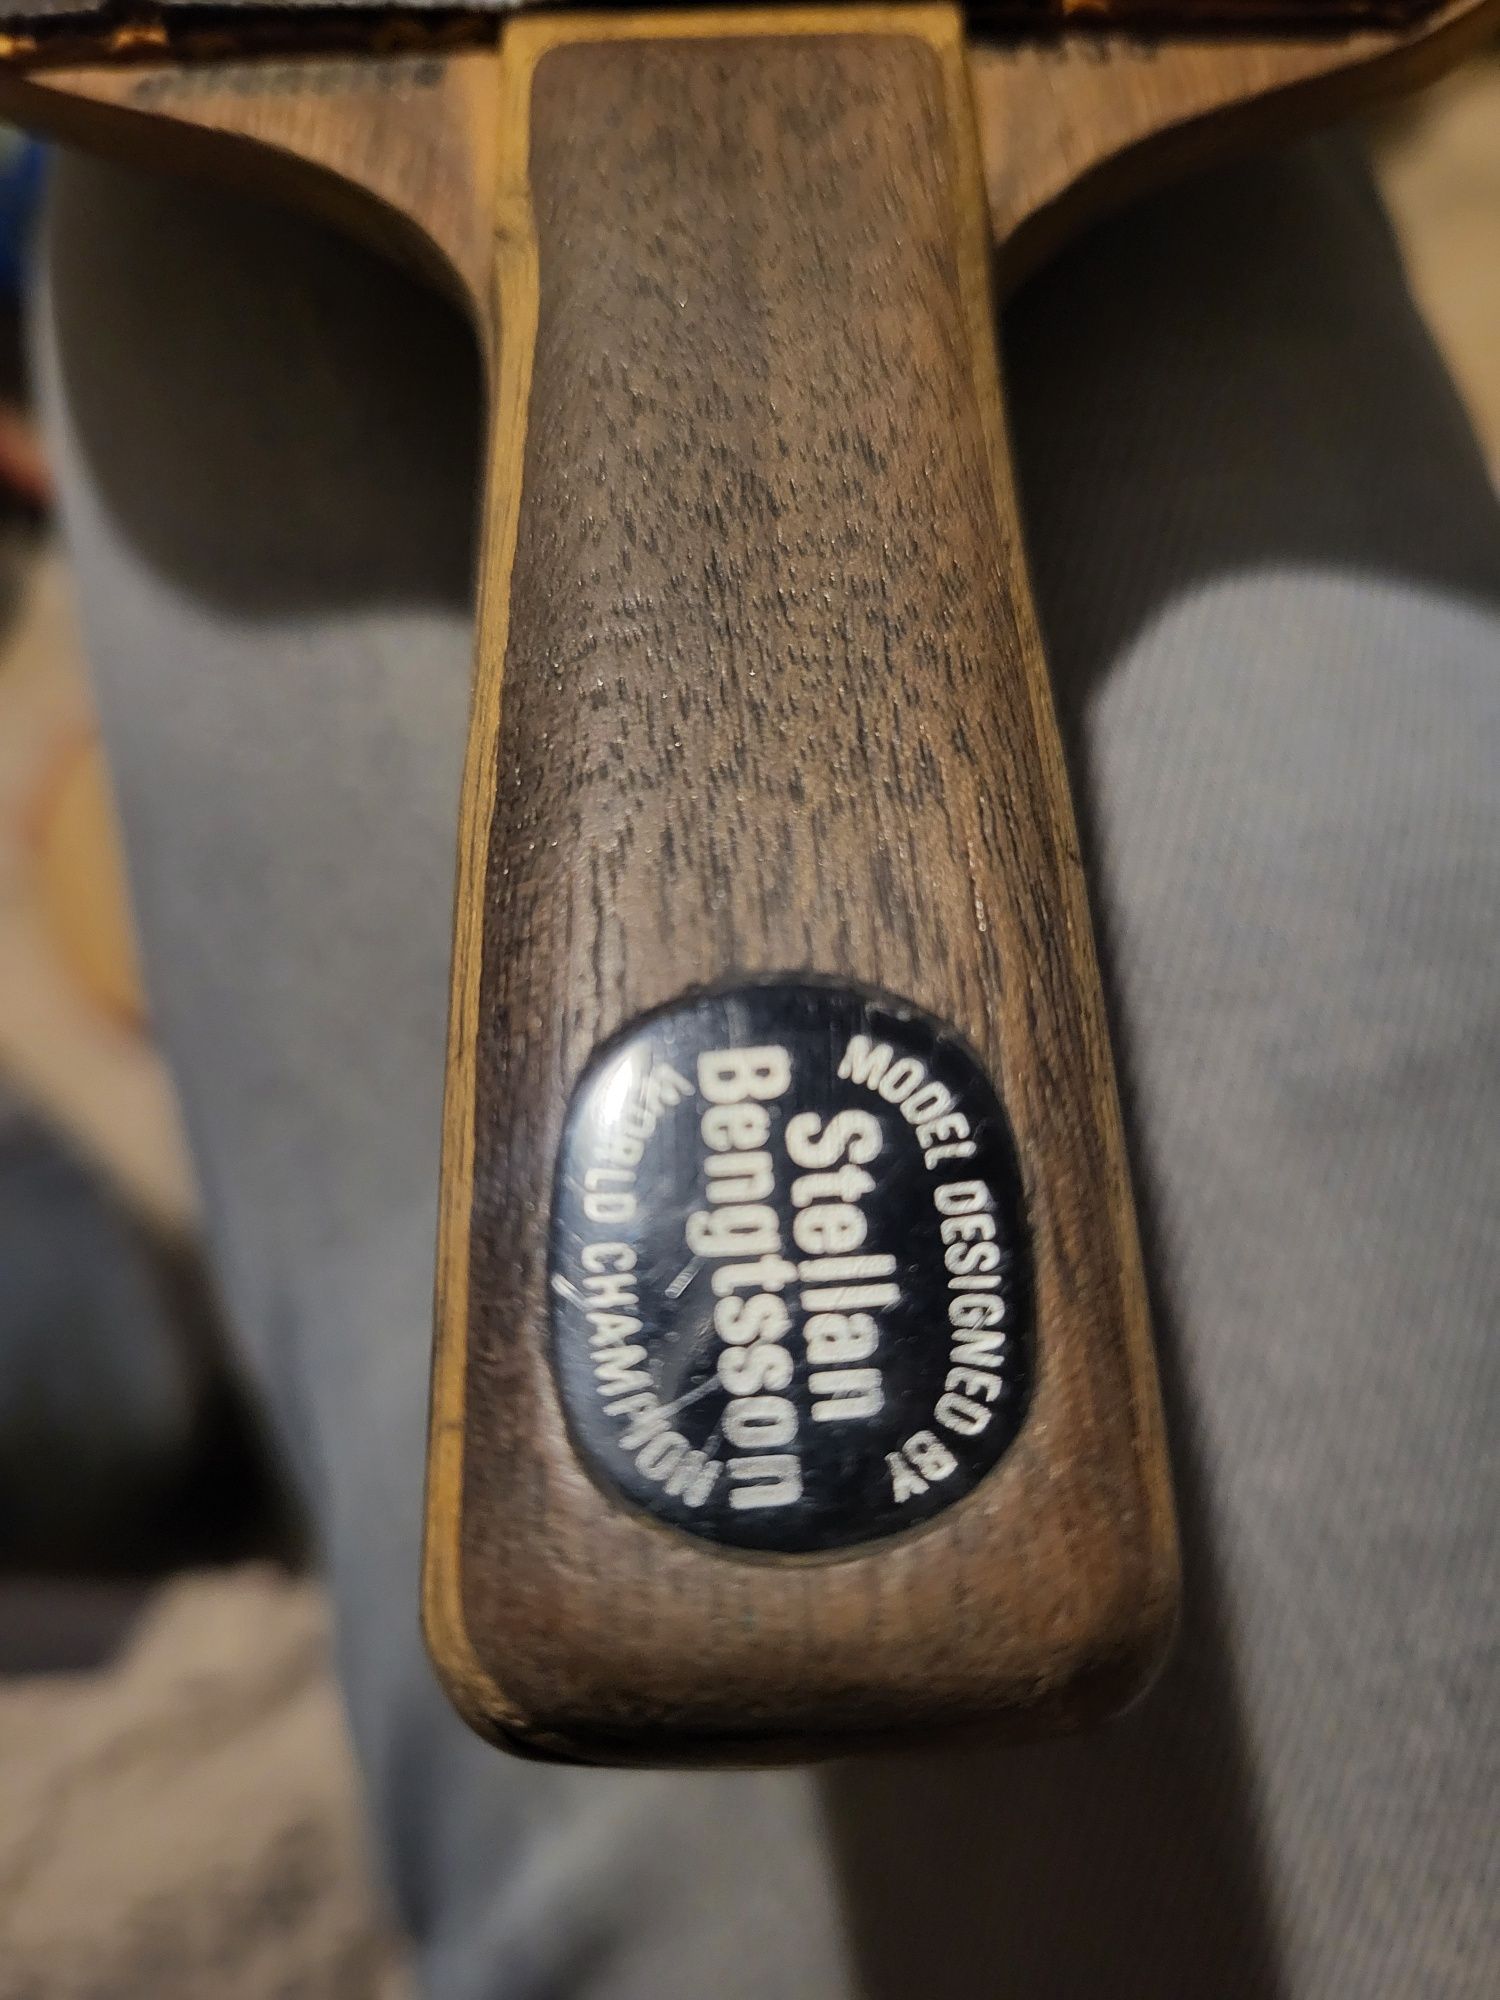 MODEL DESIGNED BY
Stellan
Bengtsson
WORLD CHAMPION